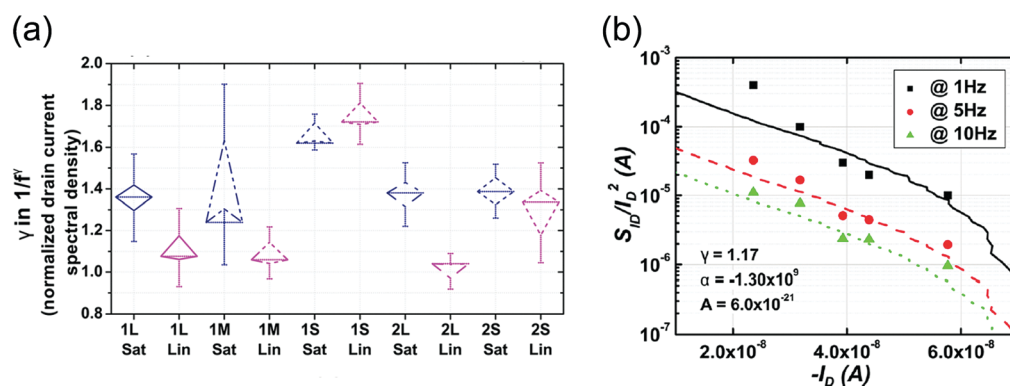 (a)
γ in 1/f^γ
(normalized drain current
spectral density)
2.0
1.8
1.6
1.4
1.2
1.0
0.8
1L 1L 1M 1M 1S 1S 2L 2L 2S 2S
Sat Lin Sat Lin Sat Lin Sat Lin Sat Lin
(b)
S_ID/I_D^2 (A)
10^-3
10^-4
10^-5
10^-6
10^-7
@ 1Hz
@ 5Hz
@ 10Hz
γ = 1.17
α = -1.30x10^9
A = 6.0x10^-21
2.0x10^-8 4.0x10^-8 6.0x10^-8
-I_D (A)